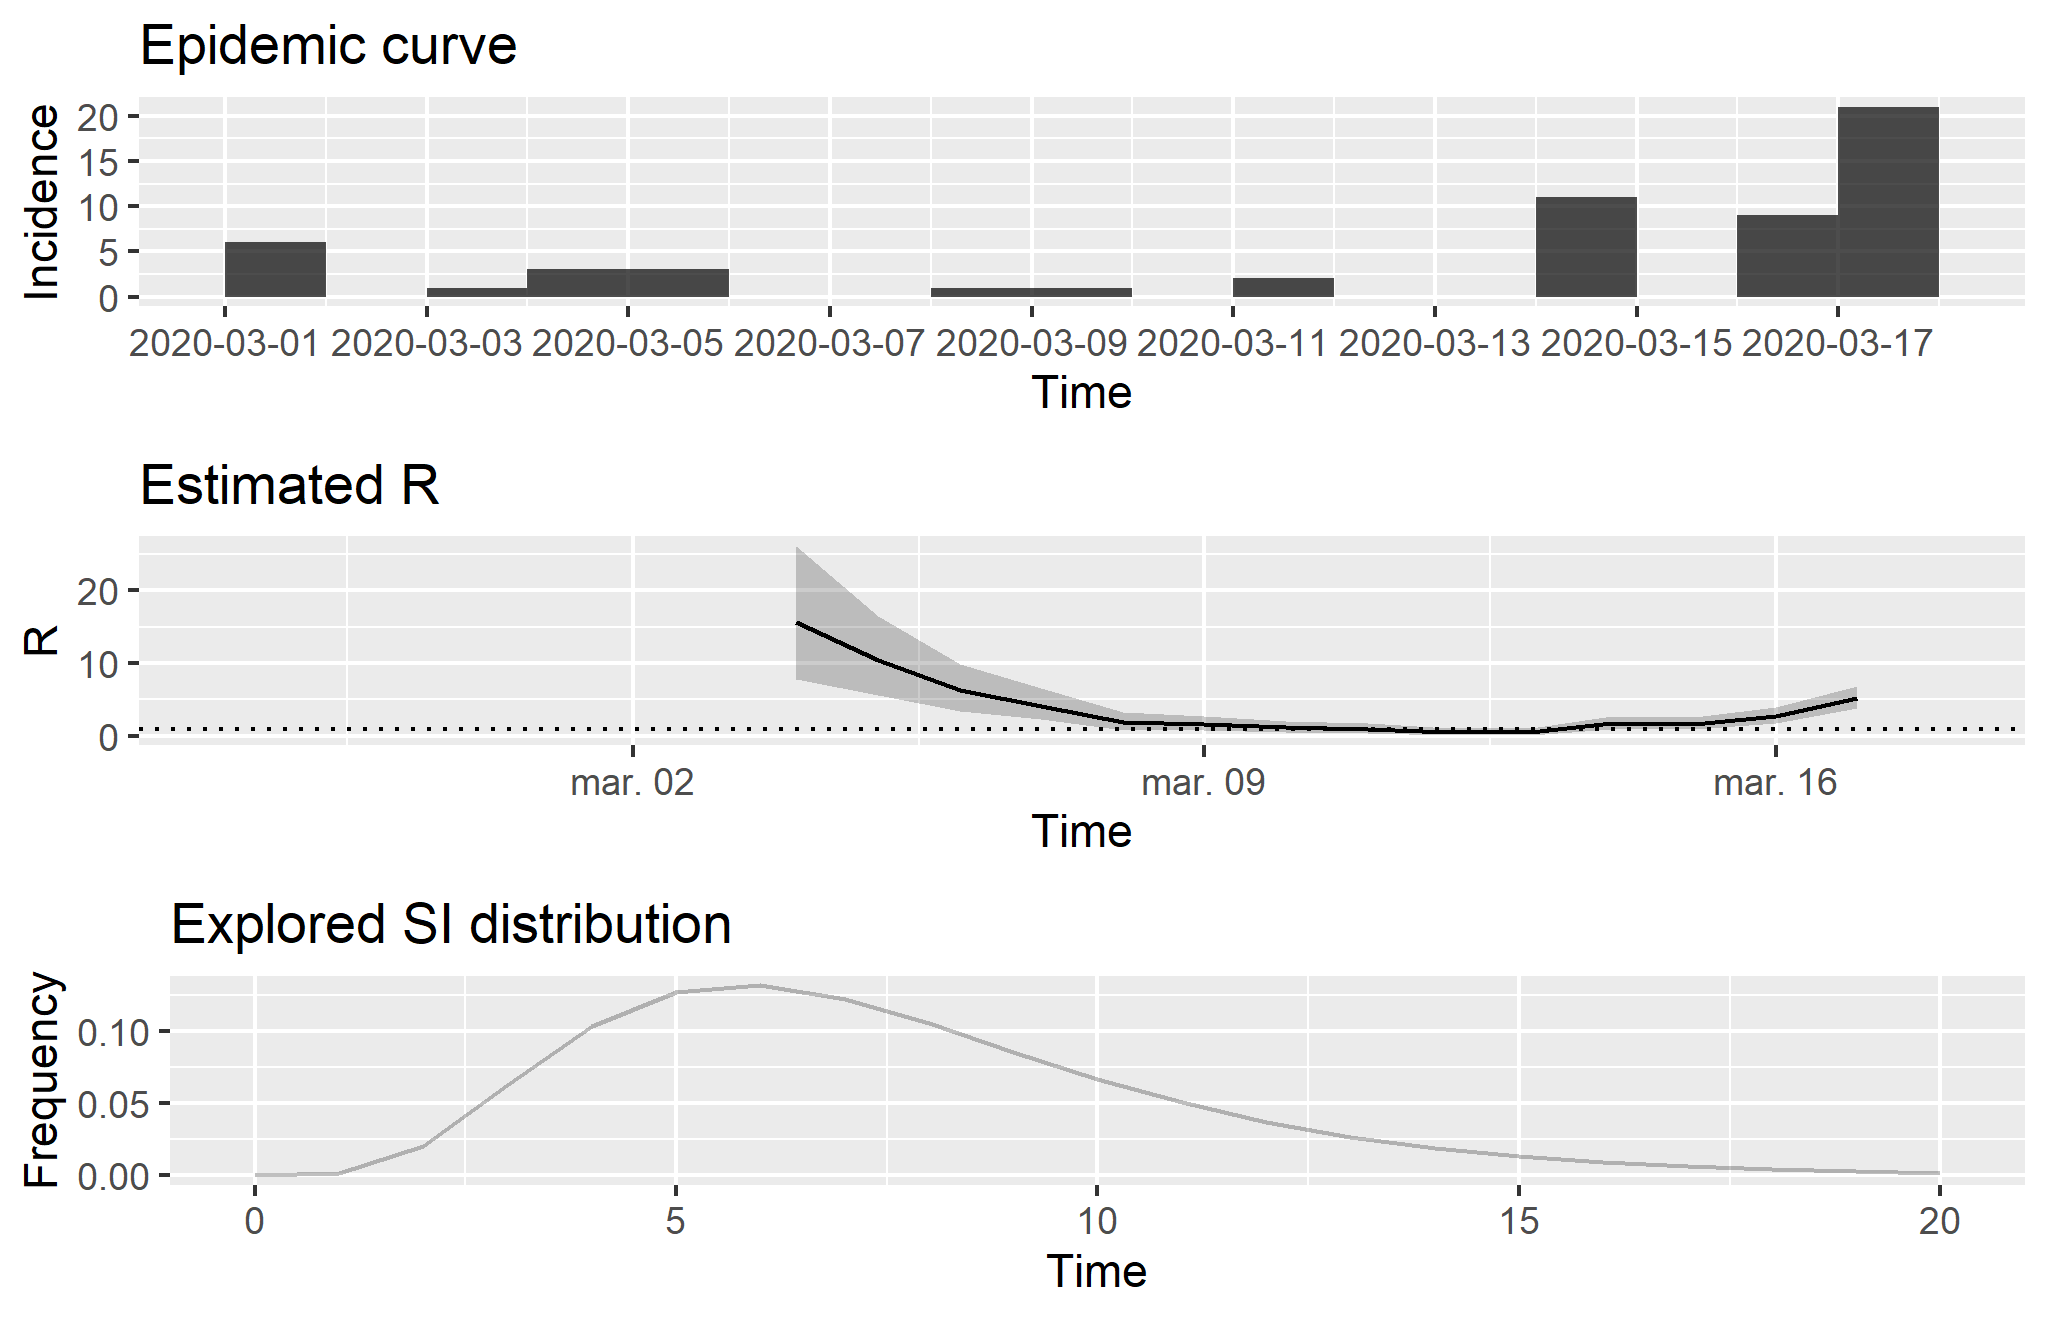 Epidemic curve
Incidence
20
15
10
5
0
2020-03-01 2020-03-03 2020-03-05 2020-03-07 2020-03-09 2020-03-11 2020-03-13 2020-03-15 2020-03-17
Time
Estimated R
R
20
10
0
mar. 02 mar. 09 mar. 16
Time
Explored SI distribution
Frequency
0.10
0.05
0.00
0 5 10 15 20
Time